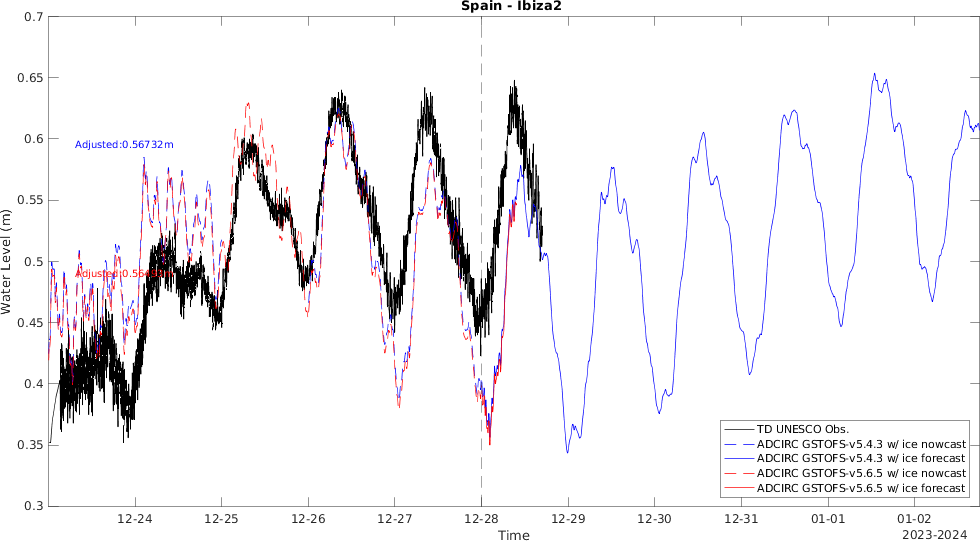 Spain - Ibiza2
0.7
0.65
0.6
0.55
0.5
0.45
0.4
0.35
0.3
Water Level (m)
Adjusted:0.56732m
12-24
12-25
12-26
12-27
12-28
12-29
12-30
12-31
01-01
01-02
Time
2023-2024
TD UNESCO Obs.
ADCIRC GSTOFS-v5.4.3 w/ ice nowcast
ADCIRC GSTOFS-v5.4.3 w/ ice forecast
ADCIRC GSTOFS-v5.6.5 w/ ice nowcast
ADCIRC GSTOFS-v5.6.5 w/ ice forecast